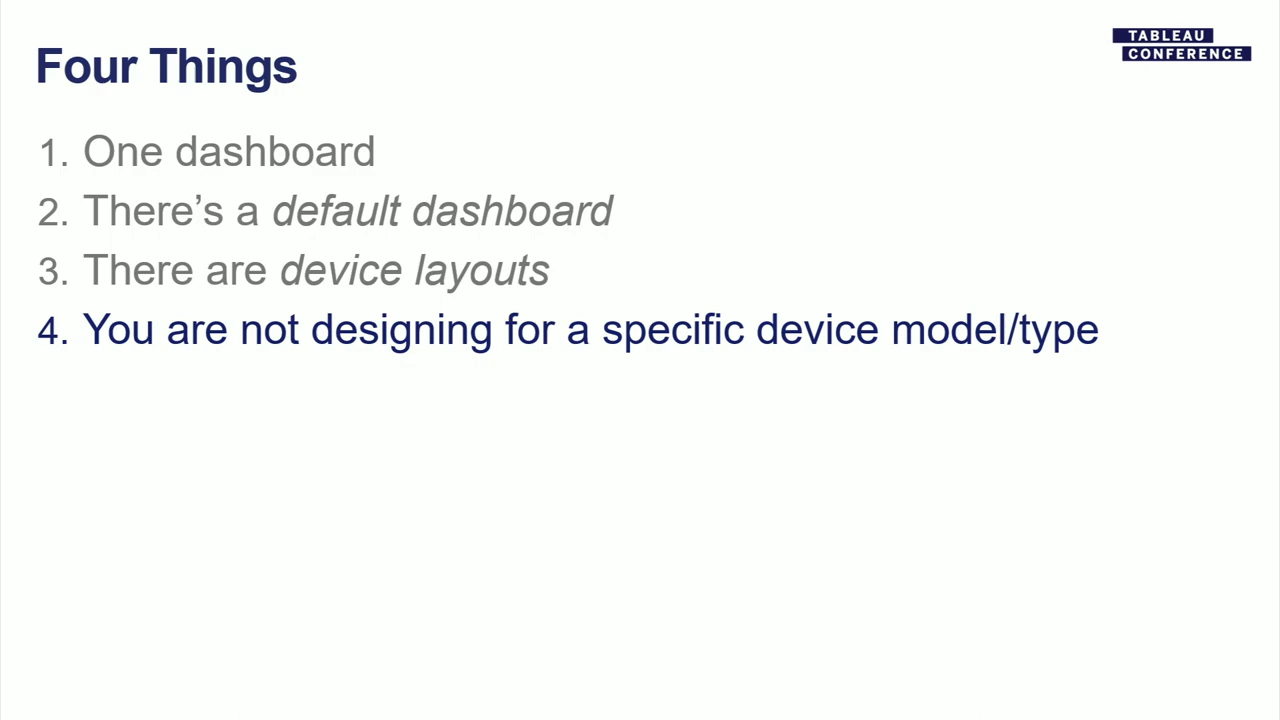 Four Things
TABLEAU
CONFERENCE
1. One dashboard
2. There’s a default dashboard
3. There are device layouts
4. You are not designing for a specific device model/type